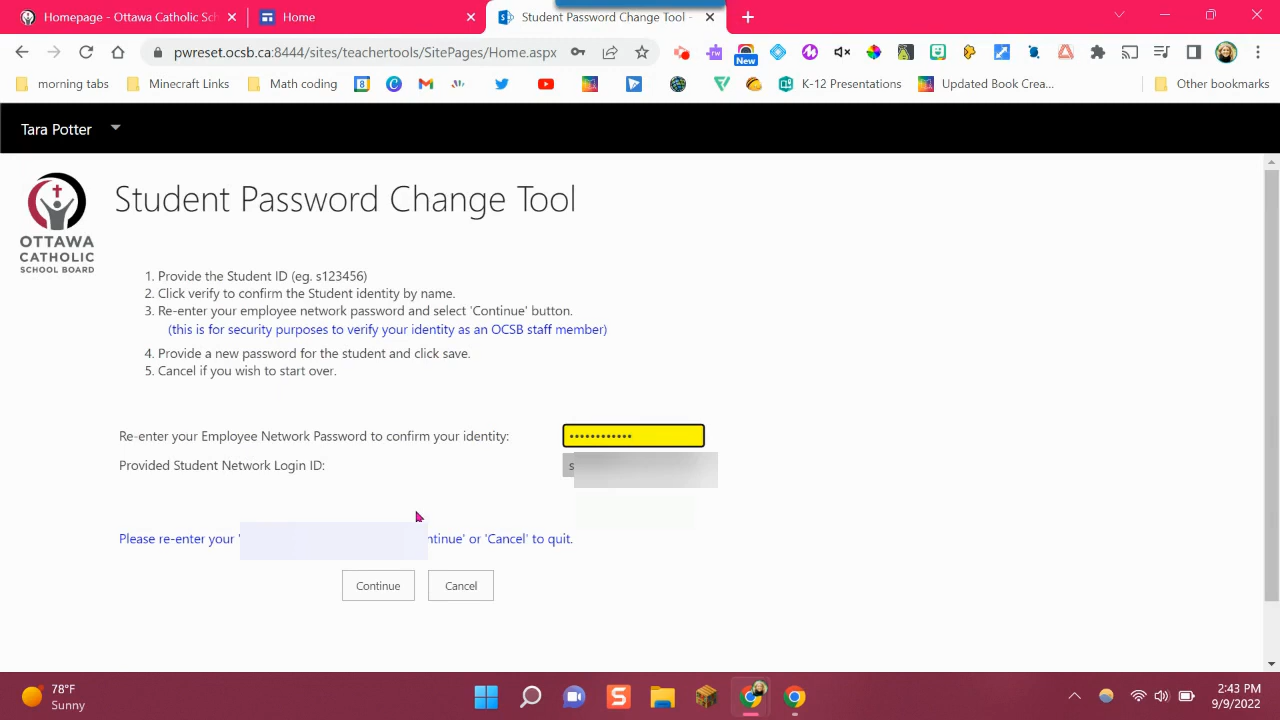 Homepage - Ottawa Catholic Sch
Home
Student Password Change Tool -
pwreset.ocsb.ca:8444/sites/teachertools/SitePages/Home.aspx
New
morning tabs
Minecraft Links
Math coding
8
K-12 Presentations
Updated Book Crea...
Other bookmarks
Tara Potter
OTTAWA
CATHOLIC
SCHOOL BOARD
Student Password Change Tool
1. Provide the Student ID (eg. s123456)
2. Click verify to confirm the Student identity by name.
3. Re-enter your employee network password and select 'Continue' button.
(this is for security purposes to verify your identity as an OCSB staff member)
4. Provide a new password for the student and click save.
5. Cancel if you wish to start over.
Re-enter your Employee Network Password to confirm your identity: ••••••••••••
Provided Student Network Login ID: s
Please re-enter your ' ntinue' or 'Cancel' to quit.
Continue
Cancel
78°F
Sunny
S
2:43 PM
9/9/2022